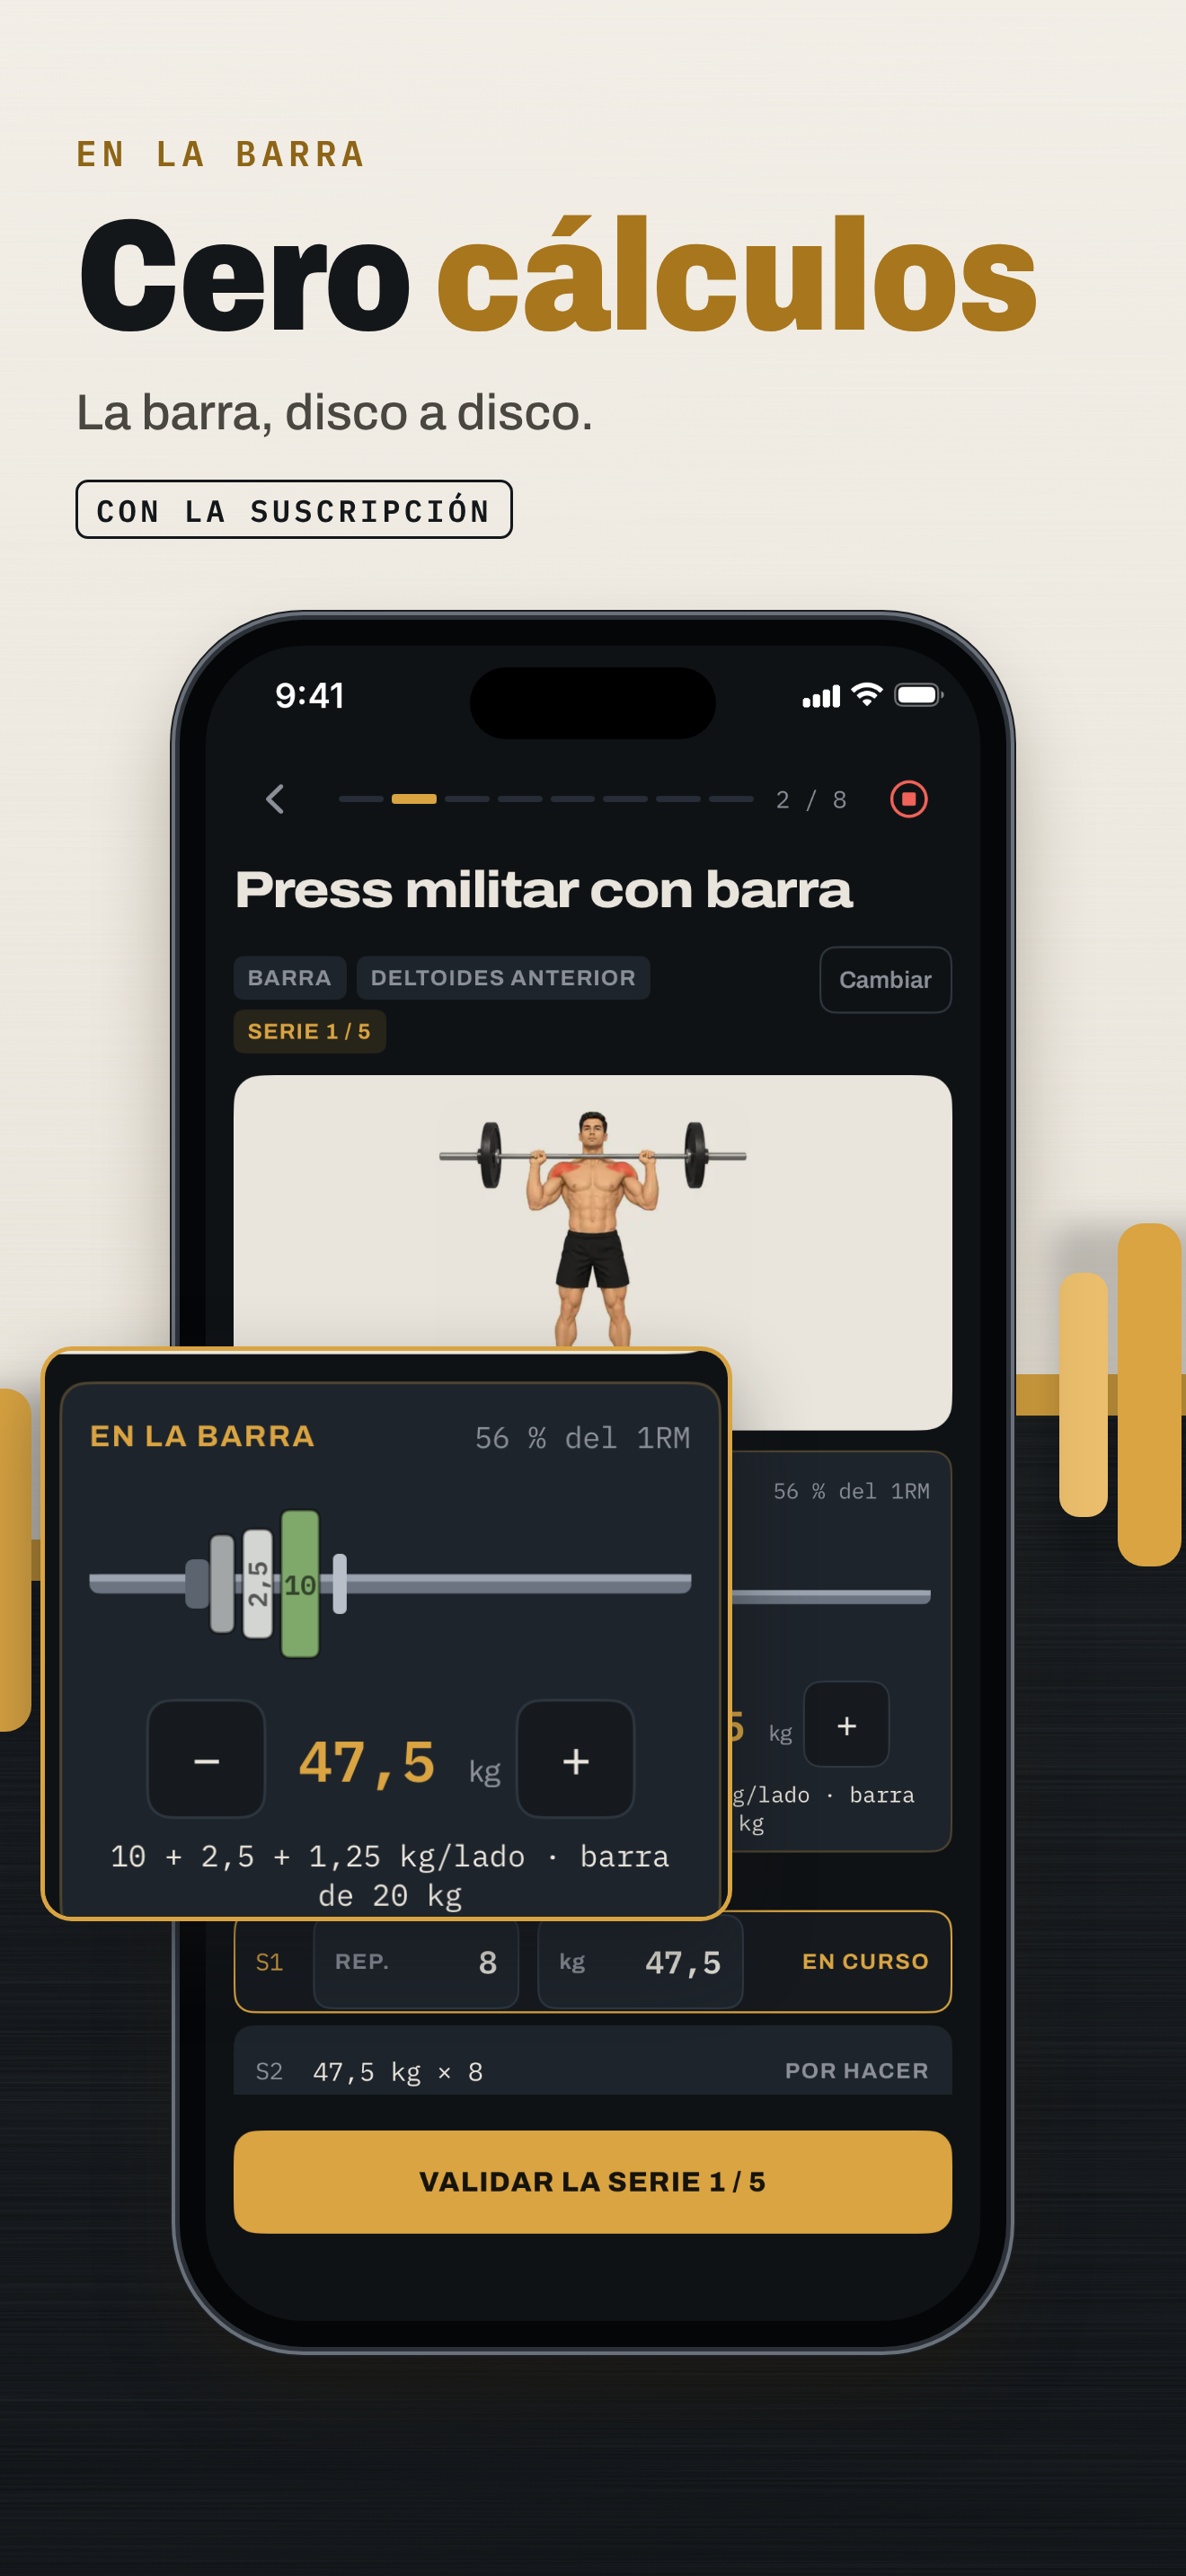 EN LA BARRA
Cero cálculos
La barra, disco a disco.
CON LA SUSCRIPCIÓN
9:41
2 / 8
Press militar con barra
BARRA
DELTOIDES ANTERIOR
Cambiar
SERIE 1 / 5
EN LA BARRA
56 % del 1RM
2,5
10
− 47,5 kg +
10 + 2,5 + 1,25 kg/lado · barra
de 20 kg
56 % del 1RM
5 kg +
g/lado · barra
kg
S1 REP. 8 kg 47,5 EN CURSO
S2 47,5 kg × 8 POR HACER
VALIDAR LA SERIE 1 / 5